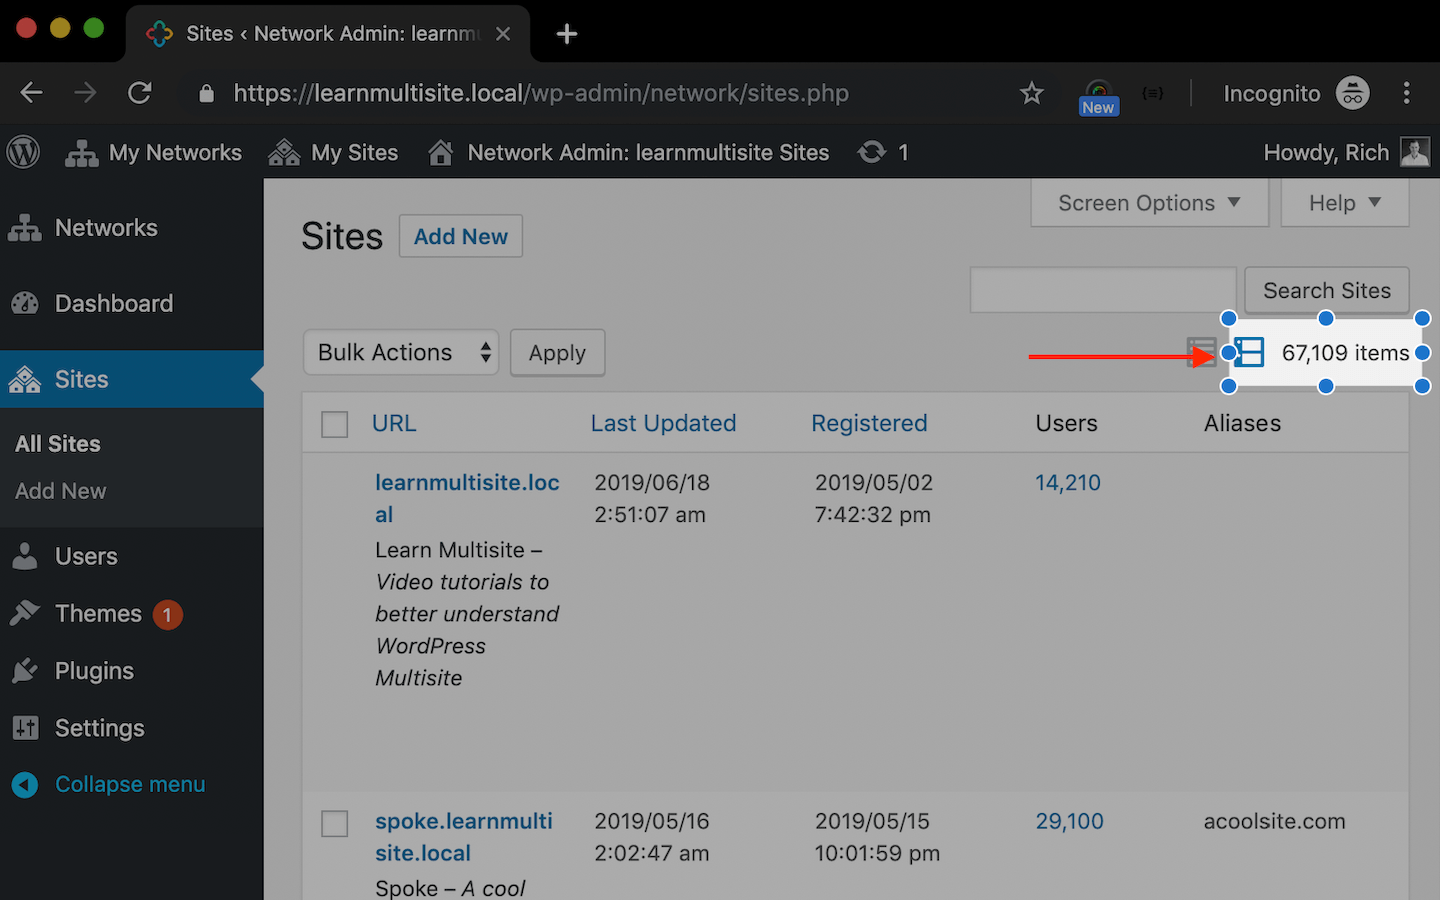 Sites ‹ Network Admin: learnmu
https://learnmultisite.local/wp-admin/network/sites.php
New
{≡}
Incognito
My Networks
My Sites
Network Admin: learnmultisite Sites
1
Howdy, Rich
Networks
Dashboard
Sites
All Sites
Add New
Users
Themes 1
Plugins
Settings
Collapse menu
Screen Options
Help
Sites
Add New
Search Sites
Bulk Actions
Apply
67,109 items
URL
Last Updated
Registered
Users
Aliases
learnmultisite.loc
al
Learn Multisite –
Video tutorials to
better understand
WordPress
Multisite
2019/06/18
2:51:07 am
2019/05/02
7:42:32 pm
14,210
spoke.learnmulti
site.local
Spoke – A cool
2019/05/16
2:02:47 am
2019/05/15
10:01:59 pm
29,100
acoolsite.com